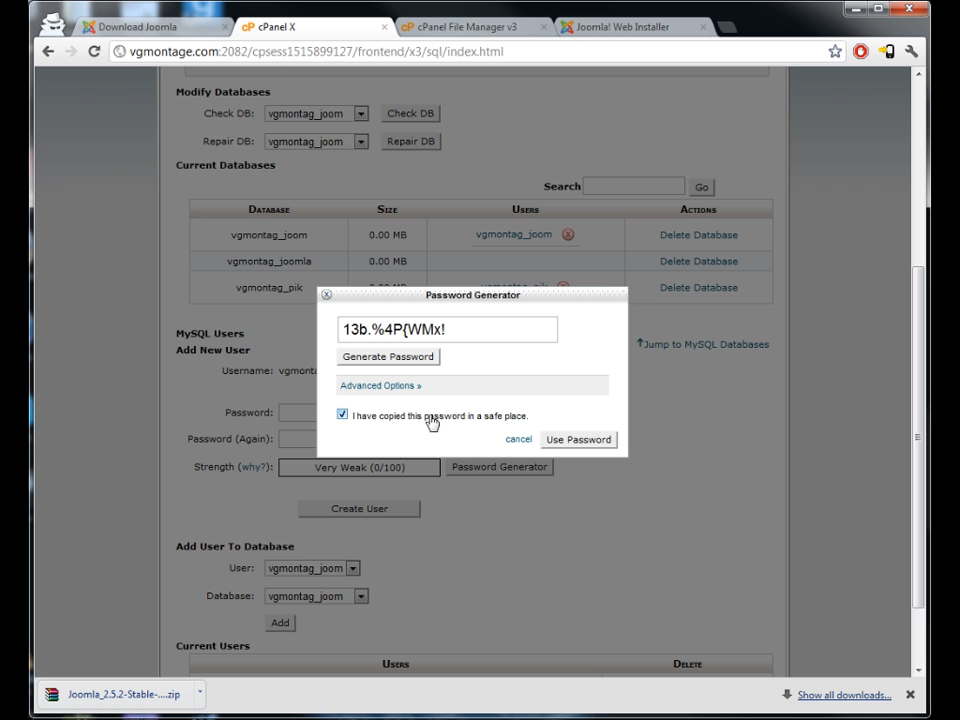 Download Joomla
cPanel X
cPanel File Manager v3
Joomla! Web Installer
vgmontage.com:2082/cpsess1515899127/frontend/x3/sql/index.html
Modify Databases
Check DB: vgmontag_joom Check DB
Repair DB: vgmontag_joom Repair DB
Current Databases
Search Go
DATABASE SIZE USERS ACTIONS
vgmontag_joom 0.00 MB vgmontag_joom Delete Database
vgmontag_joomla 0.00 MB Delete Database
vgmontag_pik 0.00 MB Delete Database
Password Generator
13b.%4P{WMx!
Generate Password
Advanced Options »
I have copied this password in a safe place.
cancel Use Password
MySQL Users
Jump to MySQL Databases
Add New User
Username: vgmonta
Password:
Password (Again):
Strength (why?): Very Weak (0/100) Password Generator
Create User
Add User To Database
User: vgmontag_joom
Database: vgmontag_joom
Add
Current Users
USERS DELETE
Joomla_2.5.2-Stable-....zip
Show all downloads...